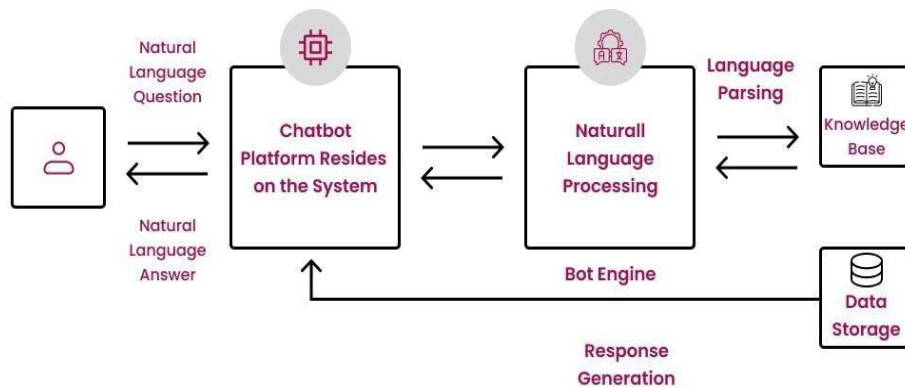 Natural
Language
Question
Natural
Language
Answer
Chatbot
Platform Resides
on the System
Naturall
Language
Processing
Language
Parsing
Knowledge
Base
Bot Engine
Data
Storage
Response
Generation